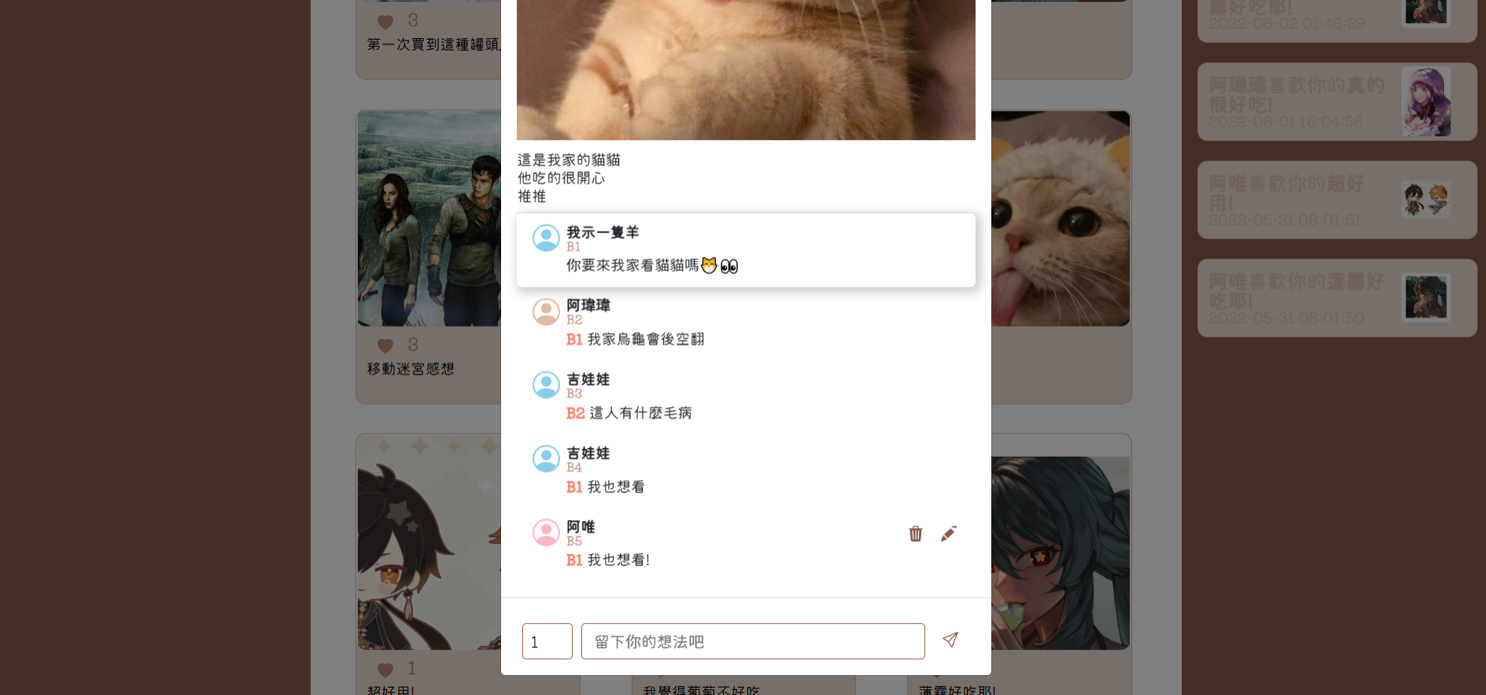 3
第一次買到這種罐頭
3
移動迷宮感想
1
超好用!
這是我家的貓貓
他吃的很開心
推推
我示一隻羊
B1
你要來我家看貓貓嗎🐱👀
阿瑋瑋
B2
B1 我家烏龜會後空翻
吉娃娃
B3
B2 這人有什麼毛病
吉娃娃
B4
B1 我也想看
阿唯
B5
B1 我也想看!
1
留下你的想法吧
我覺得葡萄不好吃
蓮霧好吃耶!
霧好吃耶!
2022-06-02 01:46:39
阿瑋瑋喜歡你的真的
很好吃!
2022-06-01 16:04:56
阿唯喜歡你的超好
用!
2022-05-31 08:01:51
阿唯喜歡你的蓮霧好
吃耶!
2022-05-31 08:01:50